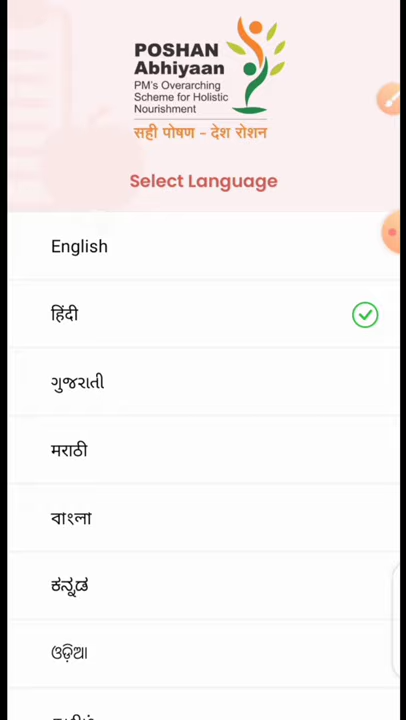 POSHAN
Abhiyaan
PM's Overarching
Scheme for Holistic
Nourishment
सही पोषण – देश रोशन
Select Language
English
हिंदी
ગુજરાતી
मराठी
বাংলা
ಕನ್ನಡ
ଓଡ଼ିଆ